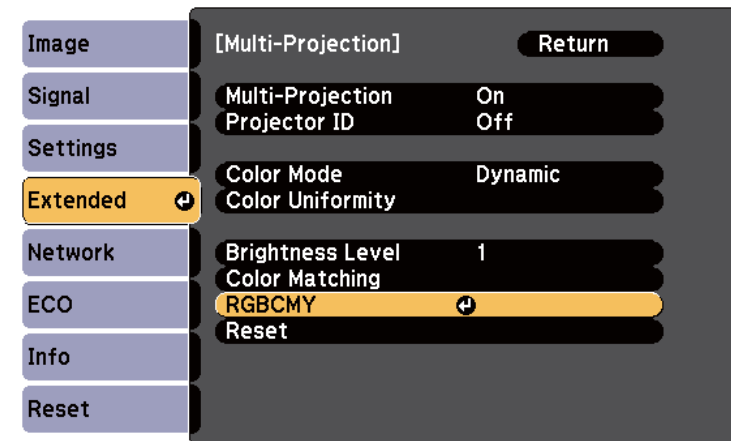 Image
Signal
Settings
Extended
Network
ECO
Info
Reset
[Multi-Projection] Return
Multi-Projection On
Projector ID Off
Color Mode Dynamic
Color Uniformity
Brightness Level 1
Color Matching
RGBCMY
Reset